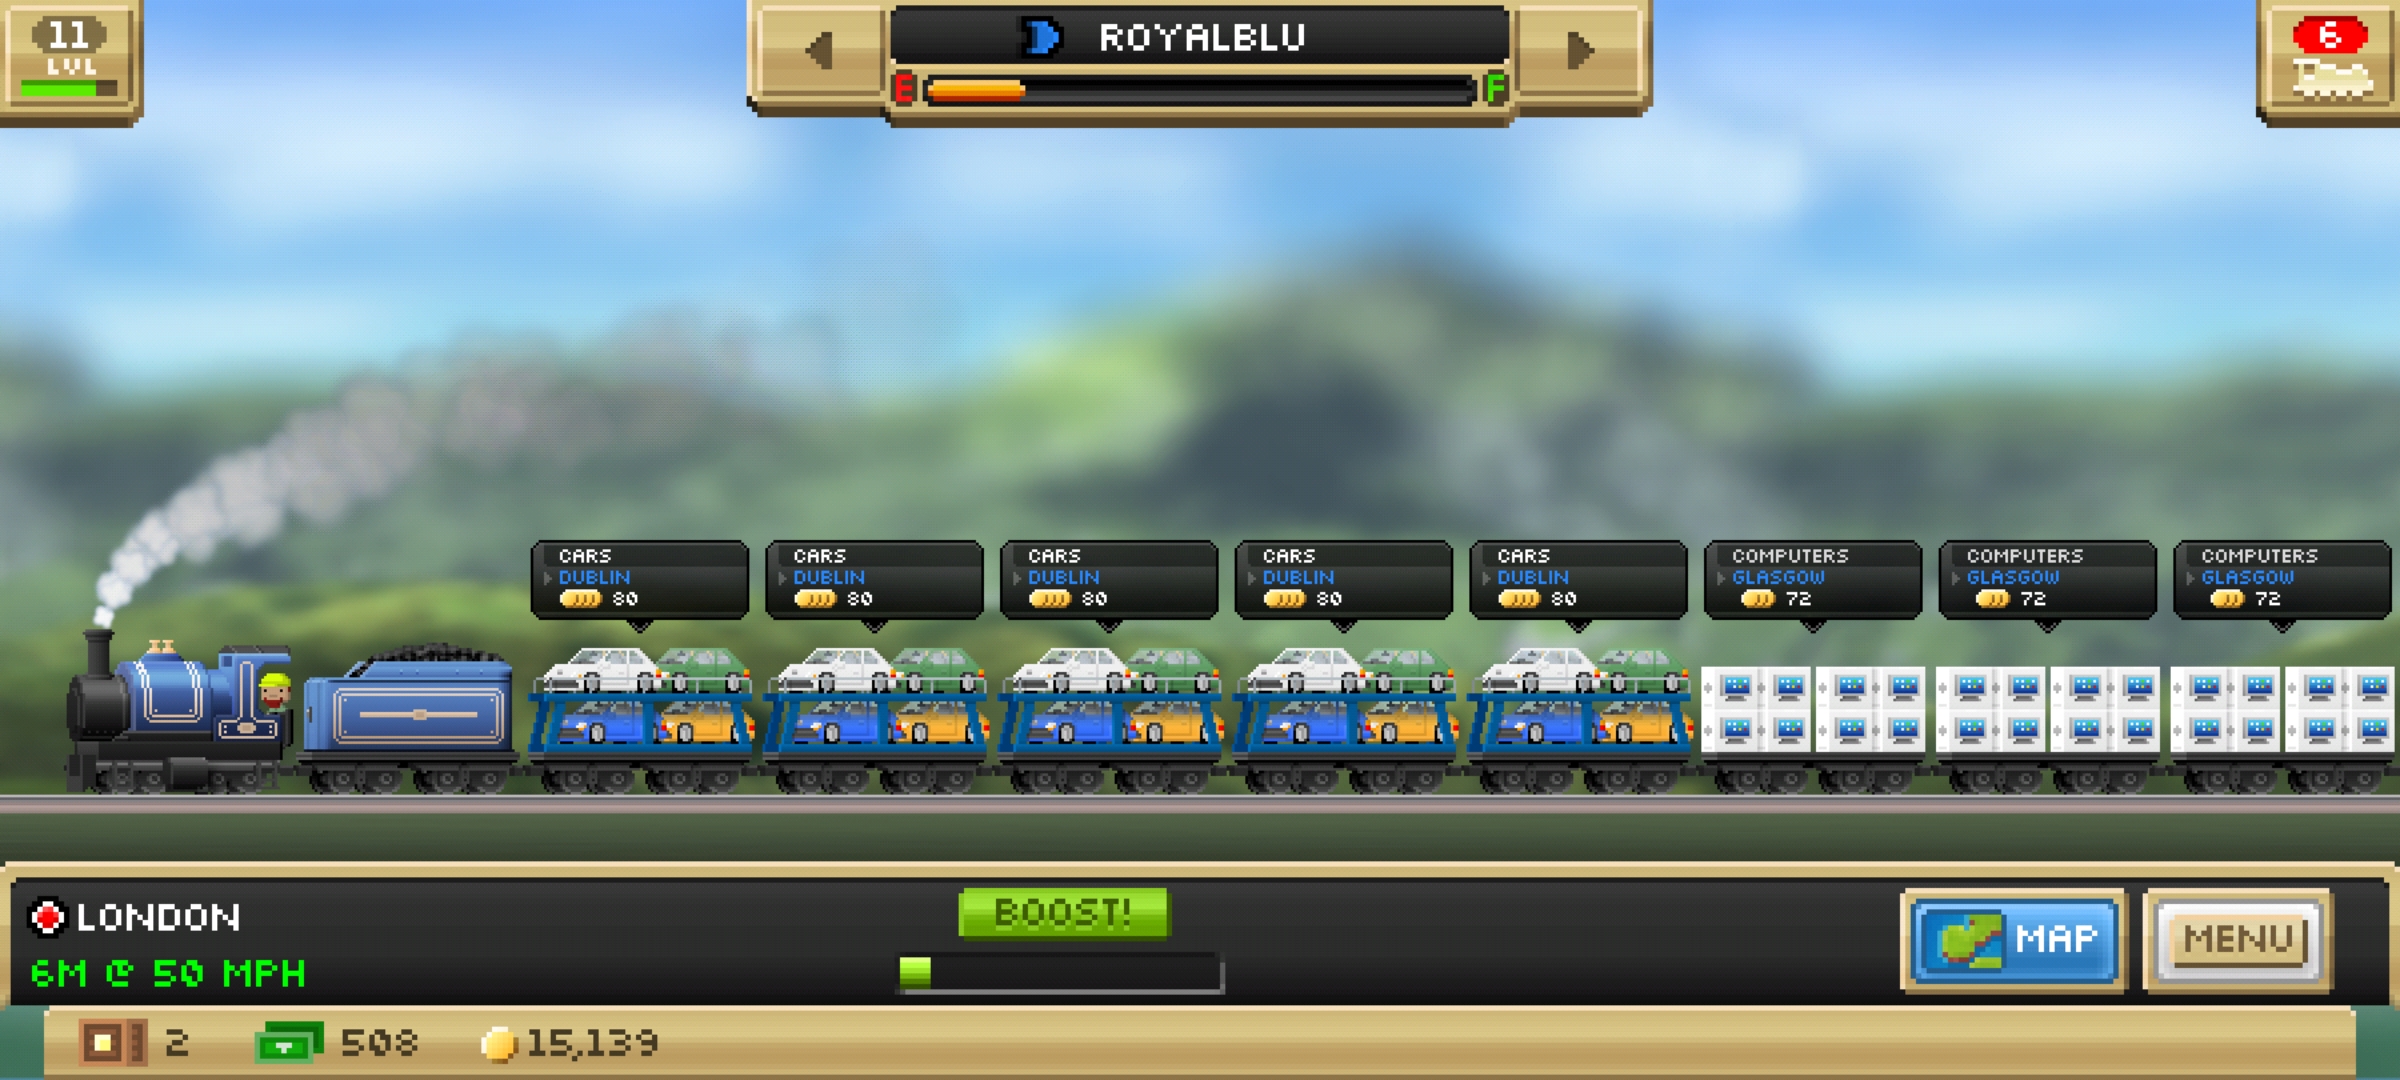 11
LVL
ROYALBLU
E F
6
CARS
DUBLIN
80
CARS
DUBLIN
80
CARS
DUBLIN
80
CARS
DUBLIN
80
CARS
DUBLIN
80
COMPUTERS
GLASGOW
72
COMPUTERS
GLASGOW
72
COMPUTERS
GLASGOW
72
LONDON
6M @ 50 MPH
BOOST!
MAP
MENU
2 508 15,139